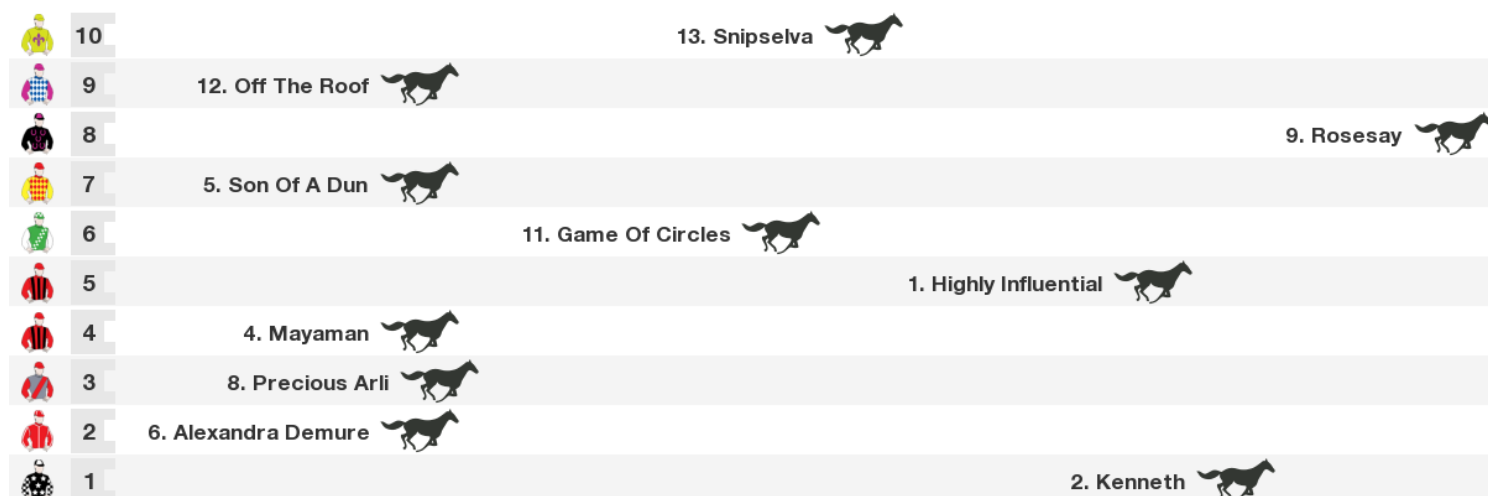 10 13. Snipselva
9 12. Off The Roof
8 9. Rosesay
7 5. Son Of A Dun
6 11. Game Of Circles
5 1. Highly Influential
4 4. Mayaman
3 8. Precious Arli
2 6. Alexandra Demure
1 2. Kenneth